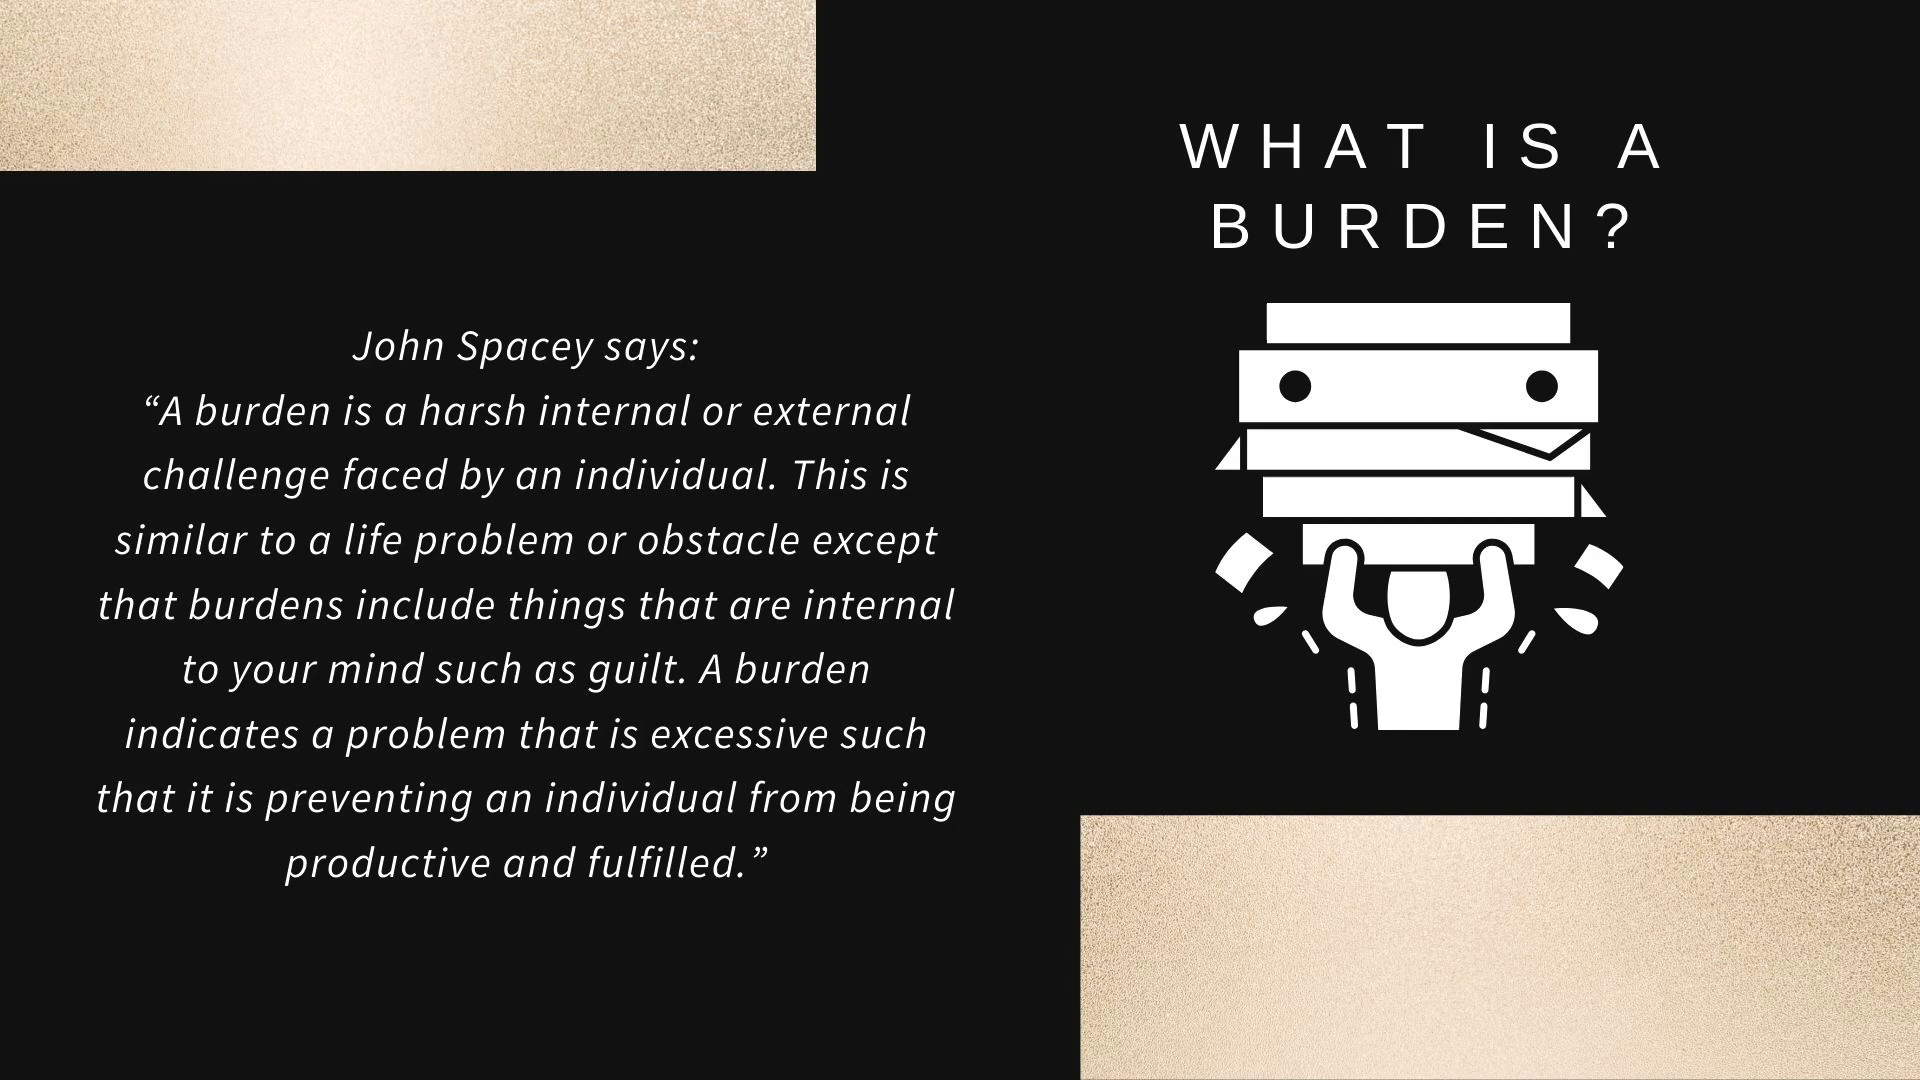 WHAT IS A
BURDEN?
John Spacey says:
“A burden is a harsh internal or external
challenge faced by an individual. This is
similar to a life problem or obstacle except
that burdens include things that are internal
to your mind such as guilt. A burden
indicates a problem that is excessive such
that it is preventing an individual from being
productive and fulfilled.”